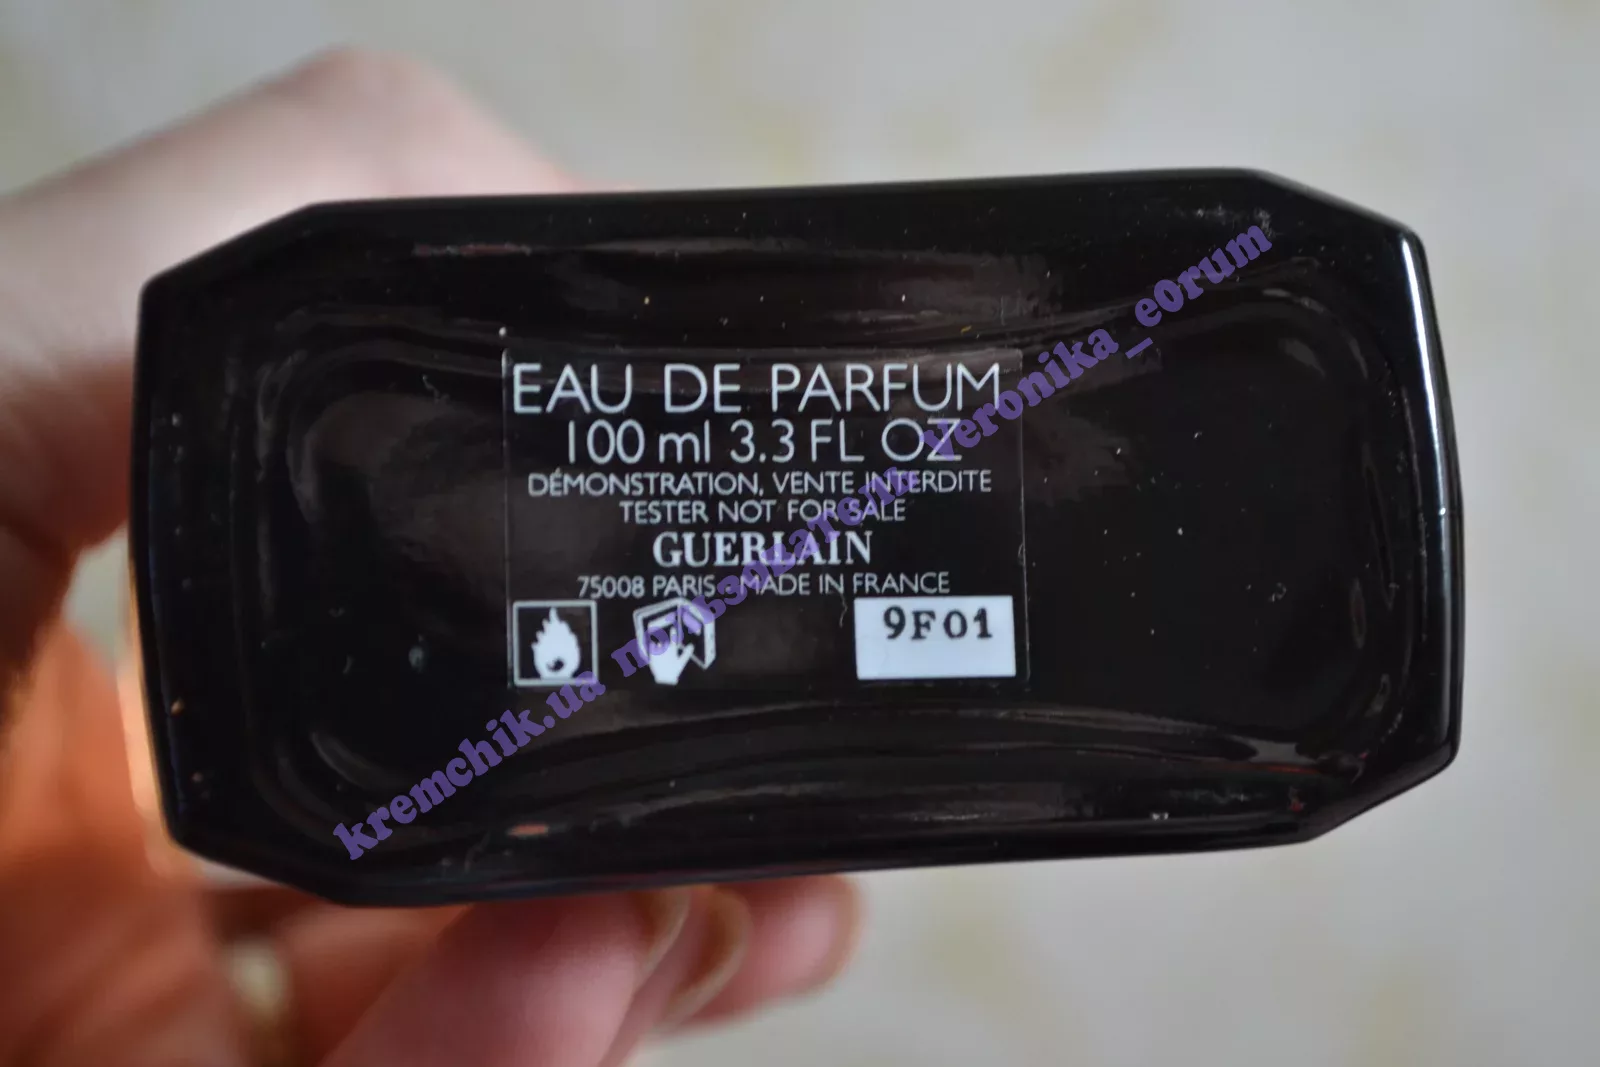 EAU DE PARFUM
100 ml 3.3 FL OZ
DÉMONSTRATION, VENTE INTERDITE
TESTER NOT FOR SALE
GUERLAIN
75008 PARIS - MADE IN FRANCE
9F01
kremchik.ua пользователь veronika_e0rum